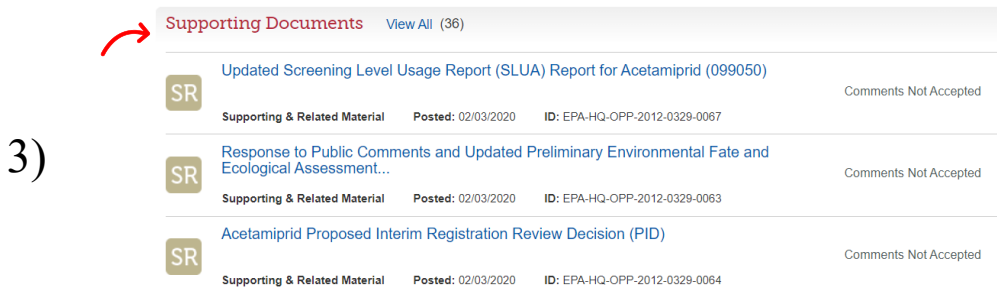 Supporting Documents View All (36)
Updated Screening Level Usage Report (SLUA) Report for Acetamiprid (099050)
SR
Comments Not Accepted
Supporting & Related Material Posted: 02/03/2020 ID: EPA-HQ-OPP-2012-0329-0067
3)
Response to Public Comments and Updated Preliminary Environmental Fate and
Ecological Assessment...
SR
Comments Not Accepted
Supporting & Related Material Posted: 02/03/2020 ID: EPA-HQ-OPP-2012-0329-0063
Acetamiprid Proposed Interim Registration Review Decision (PID)
SR
Comments Not Accepted
Supporting & Related Material Posted: 02/03/2020 ID: EPA-HQ-OPP-2012-0329-0064